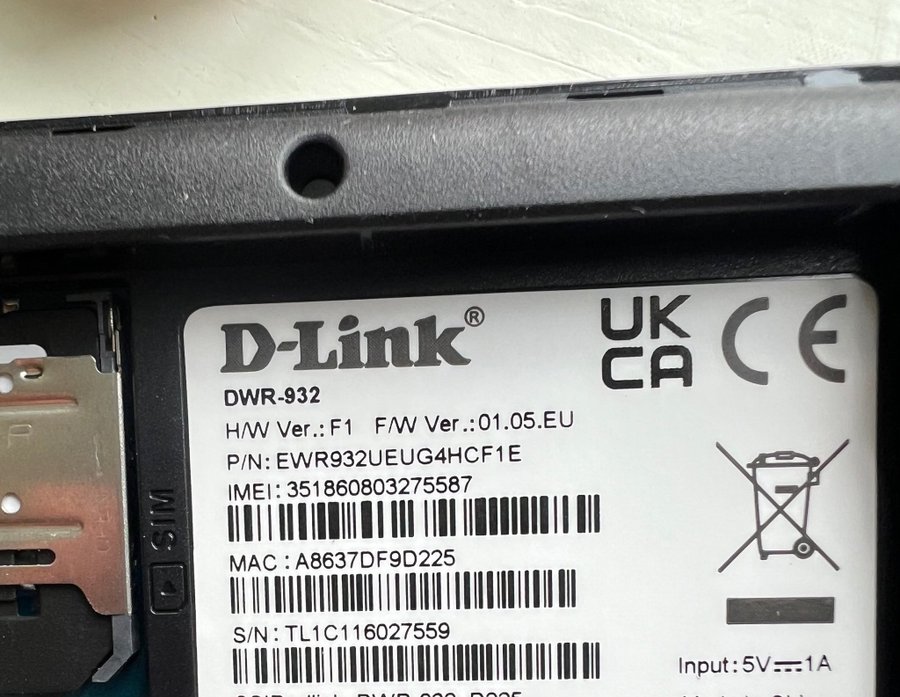 D-Link®
UK
CA
CE
DWR-932
H/W Ver.: F1 F/W Ver.:01.05.EU
P/N: EWR932UEUG4HCF1E
IMEI: 351860803275587
MAC : A8637DF9D225
S/N : TL1C116027559
Input: 5V⎓1A
SIM